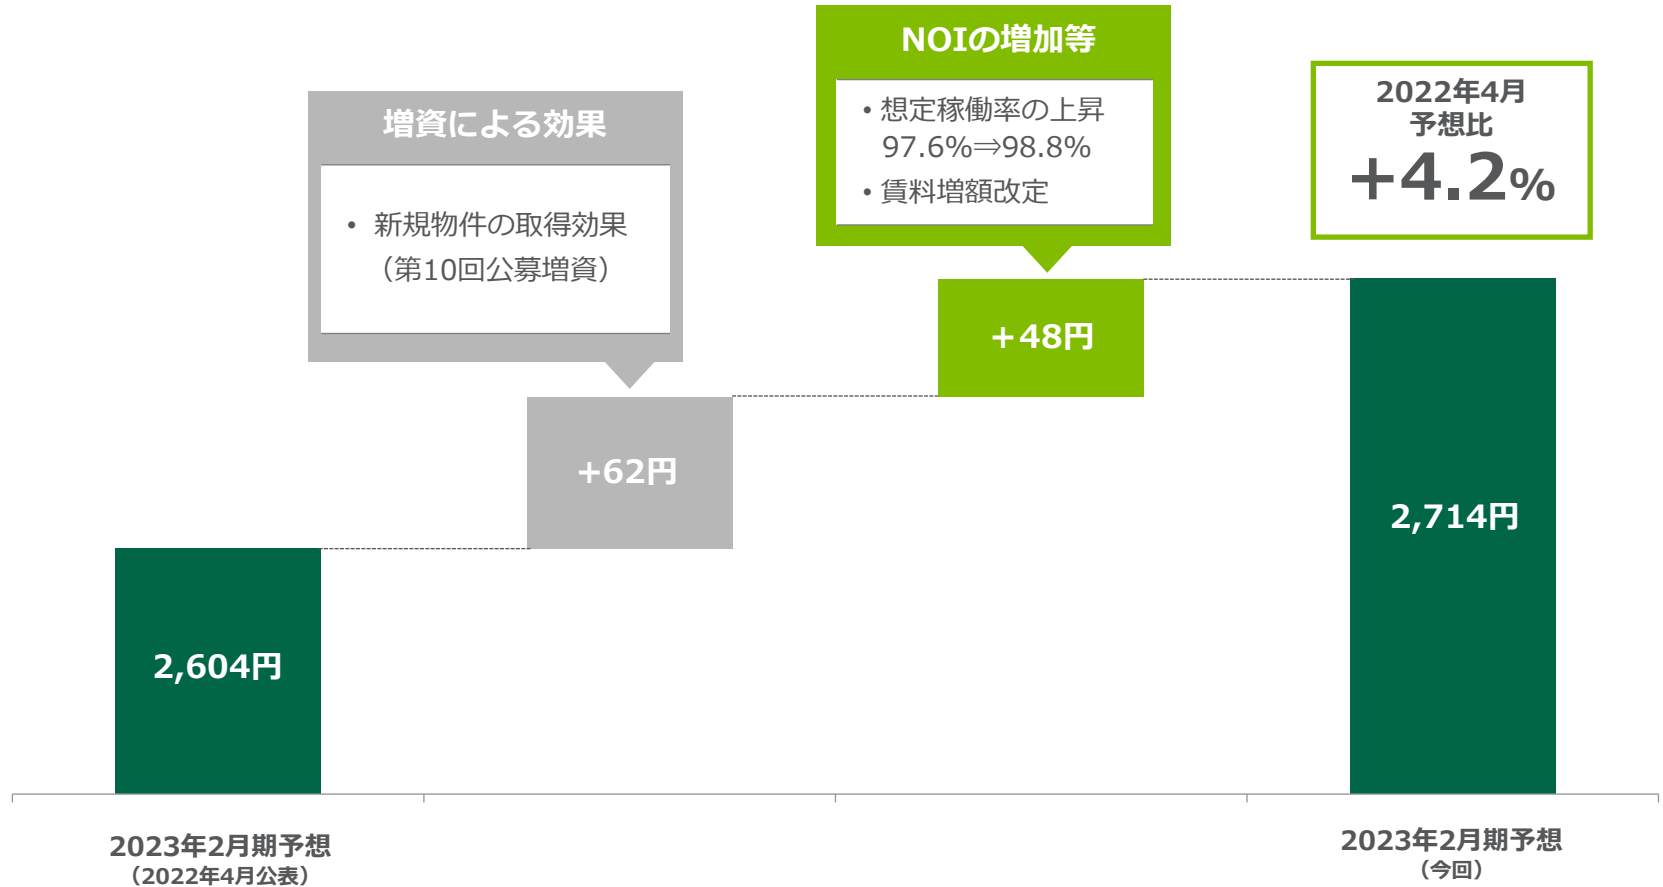 増資による効果
• 新規物件の取得効果
（第10回公募増資）
NOIの増加等
• 想定稼働率の上昇
97.6%⇒98.8%
• 賃料増額改定
2022年4月
予想比
+4.2%
2,604円
+62円
+48円
2,714円
2023年2月期予想
（2022年4月公表）
2023年2月期予想
（今回）